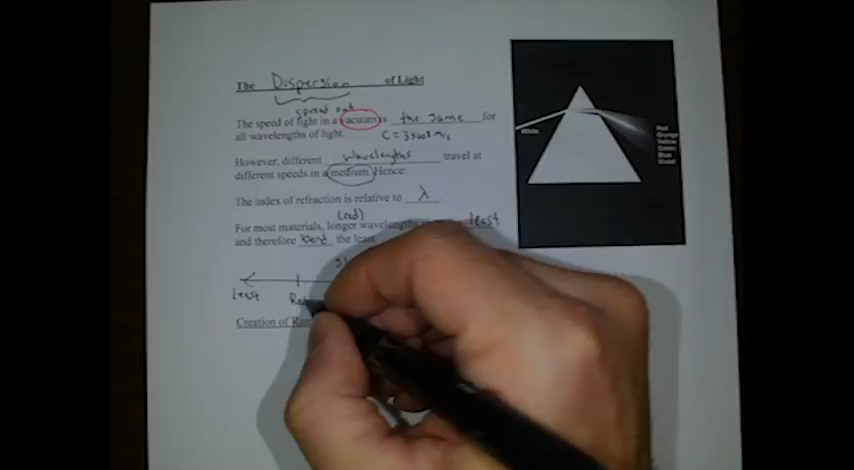 The Dispersion of Light
spread out
The speed of light in a vacuum is the same for
all wavelengths of light. C = 3x108 m/s
However, different wavelengths travel at
different speeds in a medium. Hence
The index of refraction is relative to λ
(red)
For most materials, longer wavelengths least
and therefore bend the least
Least Red
Creation of
White
Red
Orange
Yellow
Green
Blue
Violet